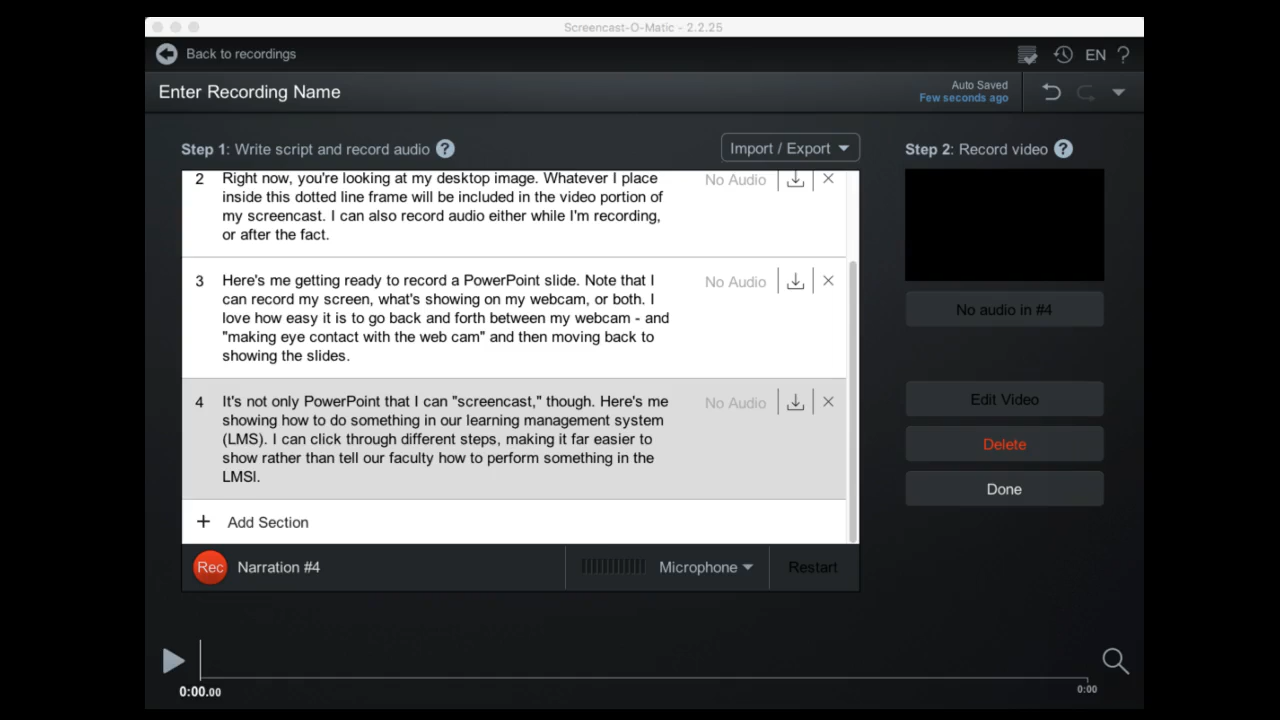 Screencast-O-Matic - 2.2.25
Back to recordings
EN ?
Enter Recording Name
Auto Saved
Few seconds ago
Step 1: Write script and record audio ?
Import / Export
Step 2: Record video ?
2 Right now, you're looking at my desktop image. Whatever I place No Audio
inside this dotted line frame will be included in the video portion of
my screencast. I can also record audio either while I'm recording,
or after the fact.
3 Here's me getting ready to record a PowerPoint slide. Note that I No Audio
can record my screen, what's showing on my webcam, or both. I
love how easy it is to go back and forth between my webcam - and
"making eye contact with the web cam" and then moving back to
showing the slides.
4 It's not only PowerPoint that I can "screencast," though. Here's me No Audio
showing how to do something in our learning management system
(LMS). I can click through different steps, making it far easier to
show rather than tell our faculty how to perform something in the
LMSl.
+ Add Section
Rec Narration #4
Microphone
Restart
No audio in #4
Edit Video
Delete
Done
0:00.00
0:00